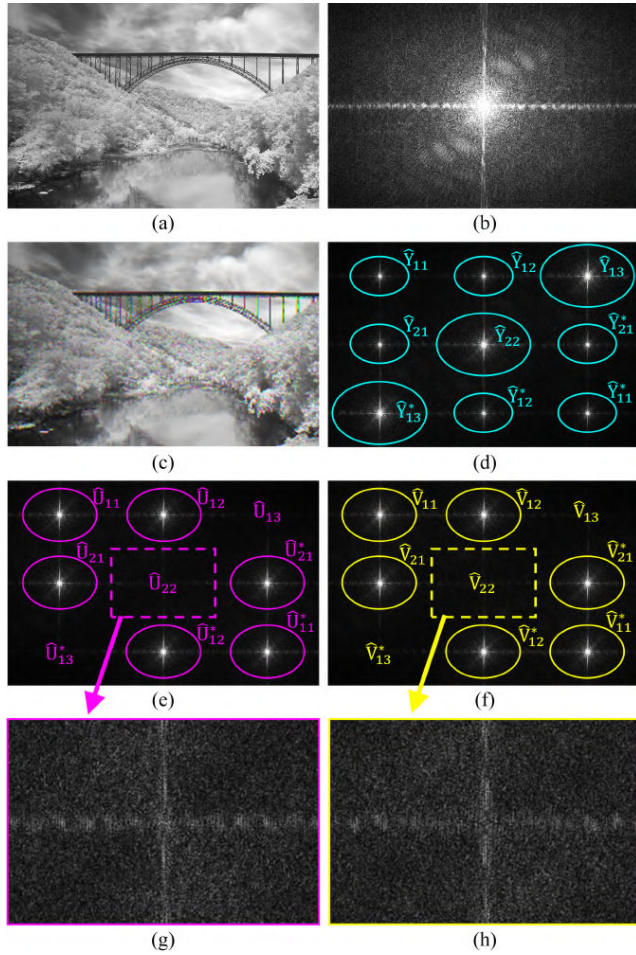 (a) (b)
Ŷ11 Ŷ12 Ŷ13
Ŷ21 Ŷ22 Ŷ*21
Ŷ*13 Ŷ*12 Ŷ*11
(c) (d)
Û11 Û12 Û13
Û21 Û22 Û*21
Û*13 Û*12 Û*11
V̂11 V̂12 V̂13
V̂21 V̂22 V̂*21
V̂*13 V̂*12 V̂*11
(e) (f)
(g) (h)